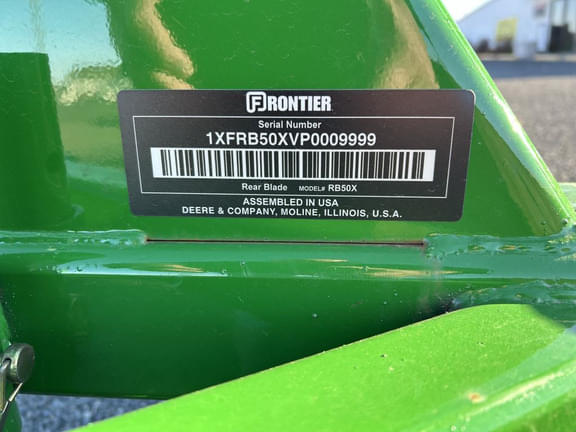 FRONTIER
Serial Number
1XFRB50XVP0009999
Rear Blade MODEL# RB50X
ASSEMBLED IN USA
DEERE & COMPANY, MOLINE, ILLINOIS, U.S.A.